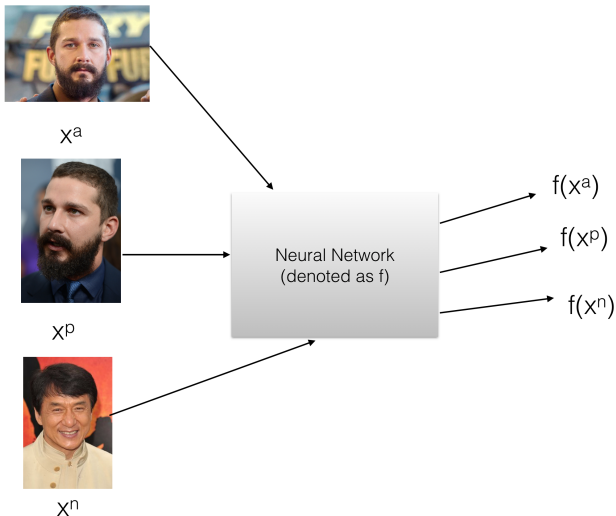 xᵃ
xᵖ
xⁿ
Neural Network
(denoted as f)
f(xᵃ)
f(xᵖ)
f(xⁿ)